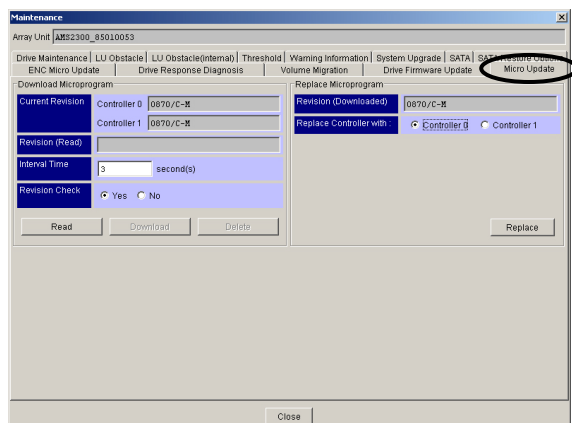 Maintenance
Array Unit AMS2300_85010053
Drive Maintenance LU Obstacle LU Obstacle(internal) Threshold Warning Information System Upgrade SATA SATA Restore Option
ENC Micro Update Drive Response Diagnosis Volume Migration Drive Firmware Update Micro Update
Download Microprogram
Current Revision Controller 0 0870/C-M
Controller 1 0870/C-M
Revision (Read)
Interval Time 3 second(s)
Revision Check Yes No
Read Download Delete
Replace Microprogram
Revision (Downloaded) 0870/C-M
Replace Controller with : Controller 0 Controller 1
Replace
Close